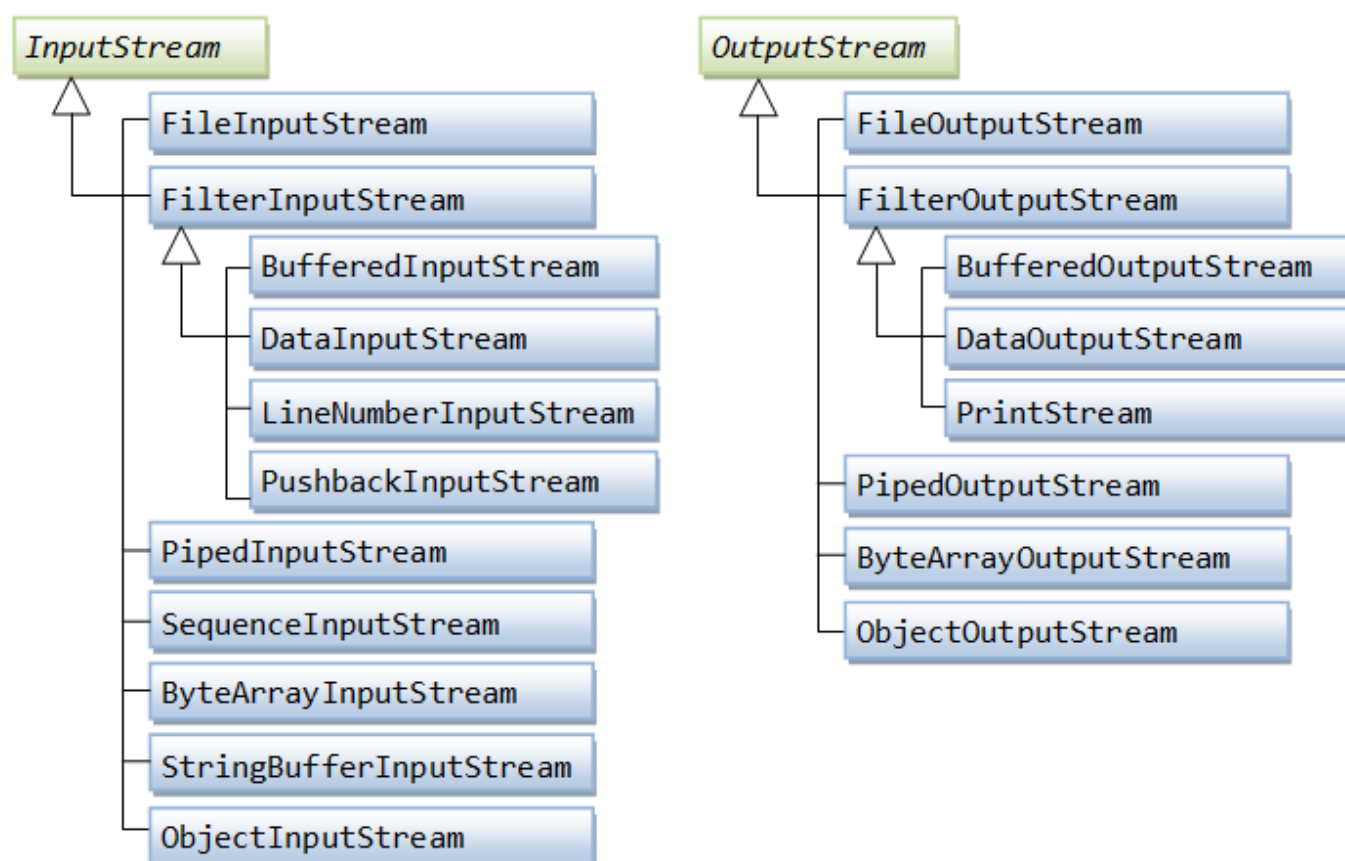 InputStream
FileInputStream
FilterInputStream
BufferedInputStream
DataInputStream
LineNumberInputStream
PushbackInputStream
PipedInputStream
SequenceInputStream
ByteArrayInputStream
StringBufferInputStream
ObjectInputStream
OutputStream
FileOutputStream
FilterOutputStream
BufferedOutputStream
DataOutputStream
PrintStream
PipedOutputStream
ByteArrayOutputStream
ObjectOutputStream